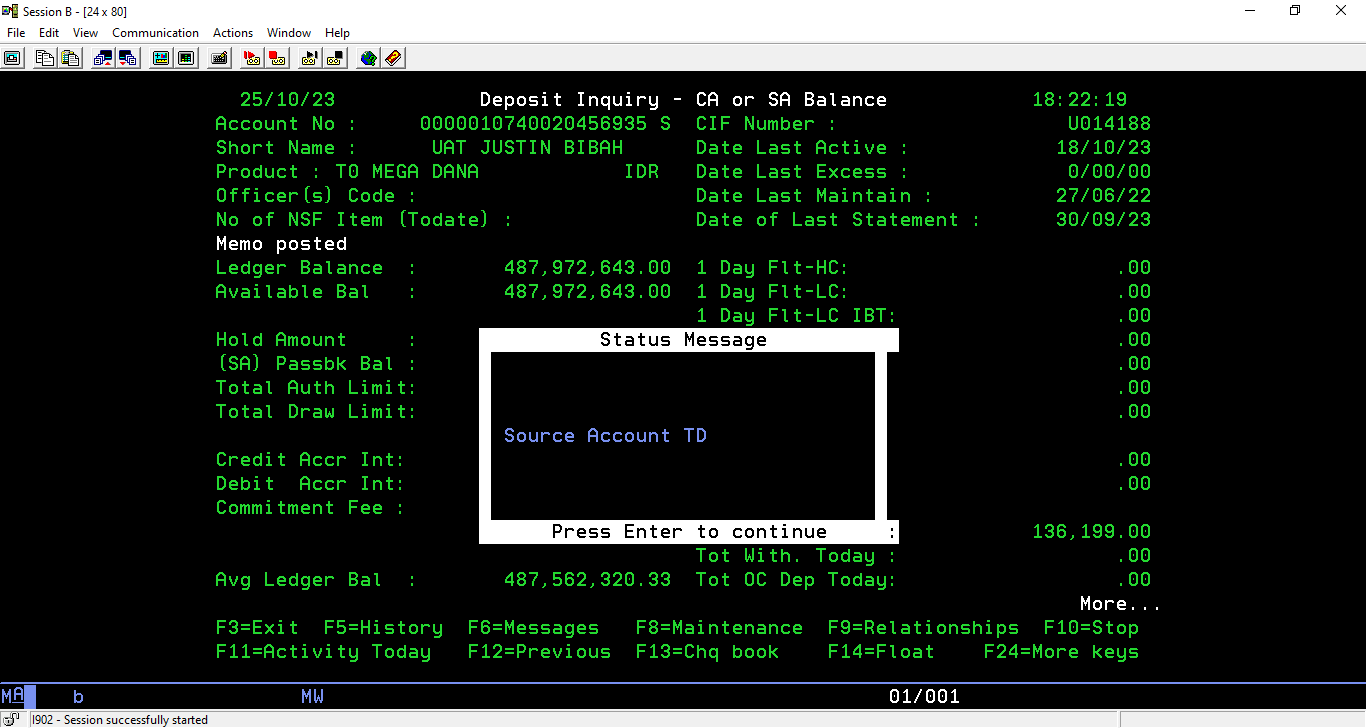 Session B - [24 x 80]
File Edit View Communication Actions Window Help
25/10/23 Deposit Inquiry - CA or SA Balance 18:22:19
Account No : 0000010740020456935 S CIF Number : U014188
Short Name : UAT JUSTIN BIBAH Date Last Active : 18/10/23
Product : T0 MEGA DANA IDR Date Last Excess : 0/00/00
Officer(s) Code : Date Last Maintain : 27/06/22
No of NSF Item (Todate) : Date of Last Statement : 30/09/23
Memo posted
Ledger Balance : 487,972,643.00 1 Day Flt-HC: .00
Available Bal : 487,972,643.00 1 Day Flt-LC: .00
1 Day Flt-LC IBT: .00
Hold Amount : Status Message .00
(SA) Passbk Bal : .00
Total Auth Limit: .00
Total Draw Limit: .00
Source Account TD
Credit Accr Int: .00
Debit Accr Int: .00
Commitment Fee :
Press Enter to continue : 136,199.00
Tot With. Today : .00
Avg Ledger Bal : 487,562,320.33 Tot OC Dep Today: .00
More...
F3=Exit F5=History F6=Messages F8=Maintenance F9=Relationships F10=Stop
F11=Activity Today F12=Previous F13=Chq book F14=Float F24=More keys
MA b MW 01/001
I902 - Session successfully started